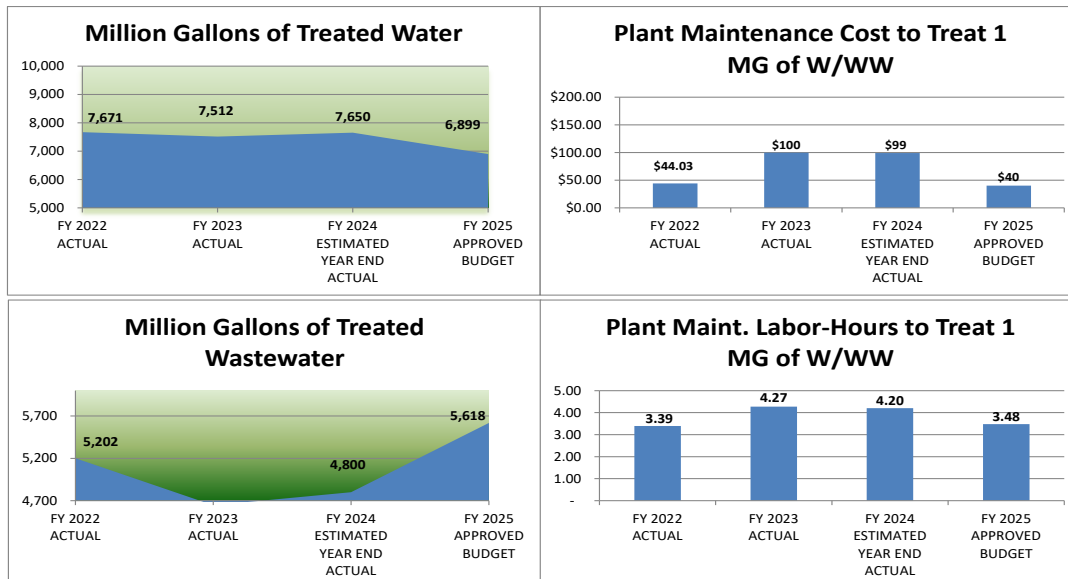 Million Gallons of Treated Water
10,000
9,000
8,000
7,000
6,000
5,000
7,671
7,512
7,650
6,899
FY 2022
ACTUAL
FY 2023
ACTUAL
FY 2024
ESTIMATED
YEAR END
ACTUAL
FY 2025
APPROVED
BUDGET
Plant Maintenance Cost to Treat 1
MG of W/WW
$200.00
$150.00
$100.00
$50.00
$0.00
$44.03
$100
$99
$40
FY 2022
ACTUAL
FY 2023
ACTUAL
FY 2024
ESTIMATED
YEAR END
ACTUAL
FY 2025
APPROVED
BUDGET
Million Gallons of Treated
Wastewater
5,700
5,200
4,700
5,202
4,800
5,618
FY 2022
ACTUAL
FY 2023
ACTUAL
FY 2024
ESTIMATED
YEAR END
ACTUAL
FY 2025
APPROVED
BUDGET
Plant Maint. Labor-Hours to Treat 1
MG of W/WW
5.00
4.00
3.00
2.00
1.00
-
3.39
4.27
4.20
3.48
FY 2022
ACTUAL
FY 2023
ACTUAL
FY 2024
ESTIMATED
YEAR END
ACTUAL
FY 2025
APPROVED
BUDGET